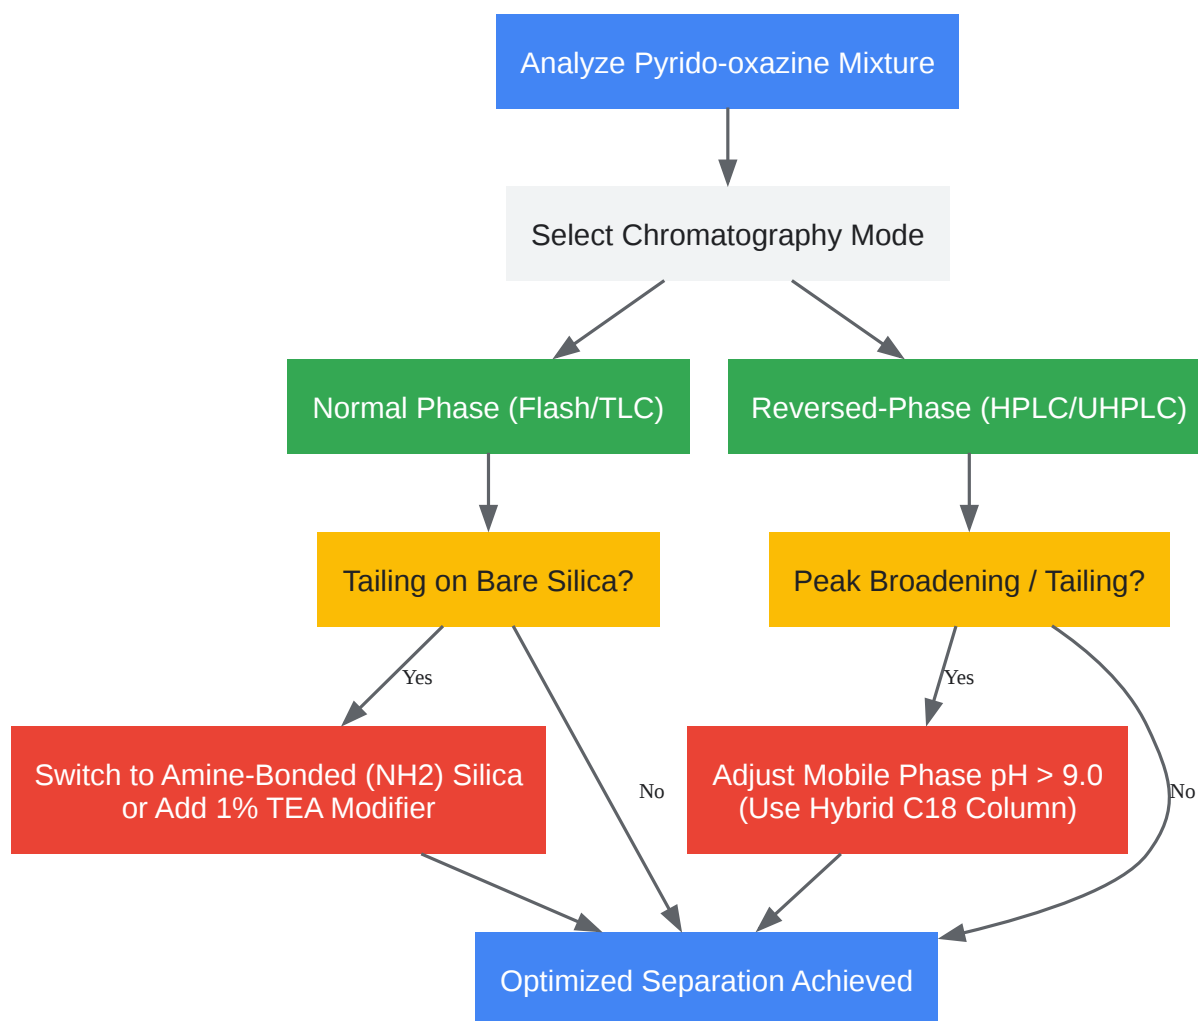 Analyze Pyrido-oxazine Mixture
Select Chromatography Mode
Normal Phase (Flash/TLC)
Reversed-Phase (HPLC/UHPLC)
Tailing on Bare Silica?
Peak Broadening / Tailing?
Yes
Yes
Switch to Amine-Bonded (NH2) Silica
or Add 1% TEA Modifier
No
Adjust Mobile Phase pH > 9.0
(Use Hybrid C18 Column)
No
Optimized Separation Achieved